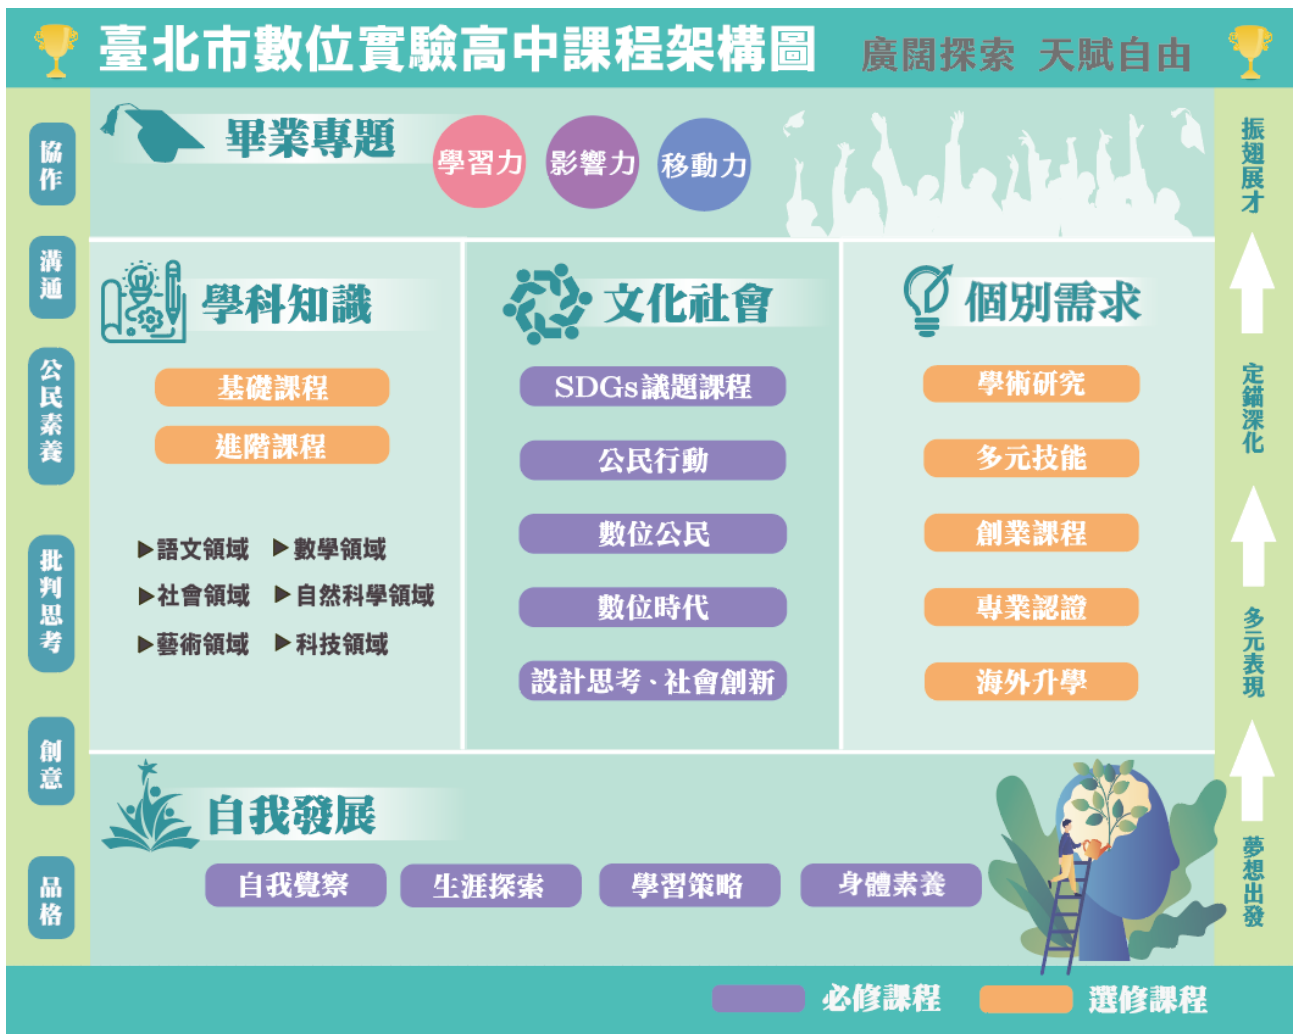 臺北市數位實驗高中課程架構圖 廣闊探索 天賦自由
協作
溝通
公民素養
批判思考
創意
品格
畢業專題
學習力
影響力
移動力
學科知識
基礎課程
進階課程
▶語文領域 ▶數學領域
▶社會領域 ▶自然科學領域
▶藝術領域 ▶科技領域
文化社會
SDGs議題課程
公民行動
數位公民
數位時代
設計思考、社會創新
個別需求
學術研究
多元技能
創業課程
專業認證
海外升學
自我發展
自我覺察
生涯探索
學習策略
身體素養
振翅展才
定錨深化
多元表現
夢想出發
必修課程
選修課程